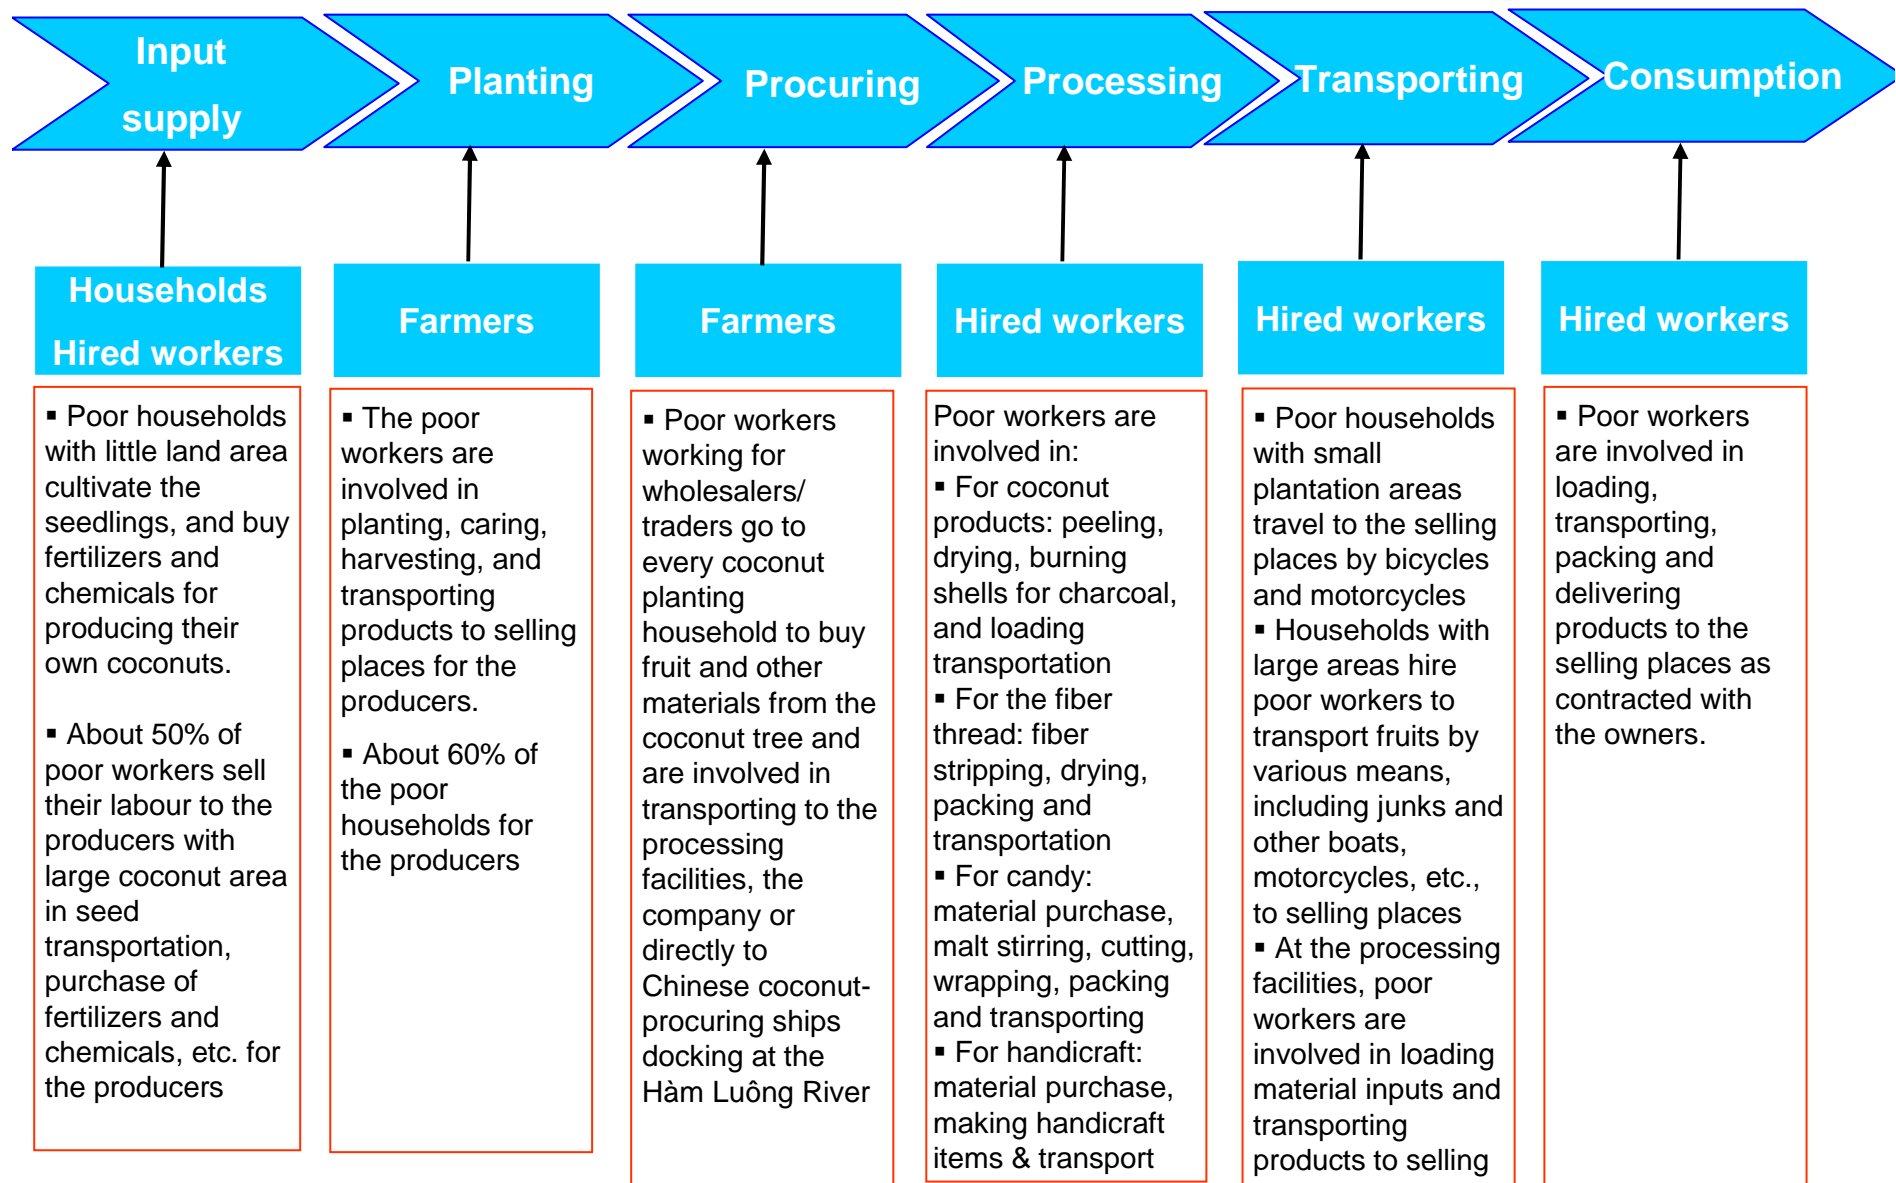 Input
supply
Planting
Procuring
Processing
Transporting
Consumption
Households
Hired workers
Farmers
Farmers
Hired workers
Hired workers
Hired workers
▪ Poor households
with little land area
cultivate the
seedlings, and buy
fertilizers and
chemicals for
producing their
own coconuts.
▪ About 50% of
poor workers sell
their labour to the
producers with
large coconut area
in seed
transportation,
purchase of
fertilizers and
chemicals, etc. for
the producers
▪ The poor
workers are
involved in
planting, caring,
harvesting, and
transporting
products to selling
places for the
producers.
▪ About 60% of
the poor
households for
the producers
▪ Poor workers
working for
wholesalers/
traders go to
every coconut
planting
household to buy
fruit and other
materials from the
coconut tree and
are involved in
transporting to the
processing
facilities, the
company or
directly to
Chinese coconut-
procuring ships
docking at the
Hàm Luông River
Poor workers are
involved in:
▪ For coconut
products: peeling,
drying, burning
shells for charcoal,
and loading
transportation
▪ For the fiber
thread: fiber
stripping, drying,
packing and
transportation
▪ For candy:
material purchase,
malt stirring, cutting,
wrapping, packing
and transporting
▪ For handicraft:
material purchase,
making handicraft
items & transport
▪ Poor households
with small
plantation areas
travel to the selling
places by bicycles
and motorcycles
▪ Households with
large areas hire
poor workers to
transport fruits by
various means,
including junks and
other boats,
motorcycles, etc.,
to selling places
▪ At the processing
facilities, poor
workers are
involved in loading
material inputs and
transporting
products to selling
▪ Poor workers
are involved in
loading,
transporting,
packing and
delivering
products to the
selling places as
contracted with
the owners.